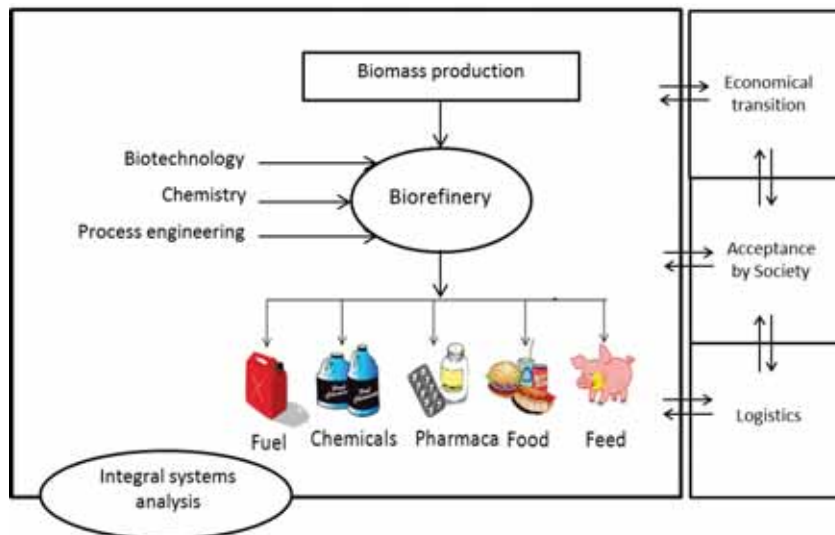 Biomass production
Biotechnology
Chemistry
Process engineering
Biorefinery
Fuel
Chemicals
Pharmaca
Food
Feed
Integral systems
analysis
Economical
transition
Acceptance
by Society
Logistics